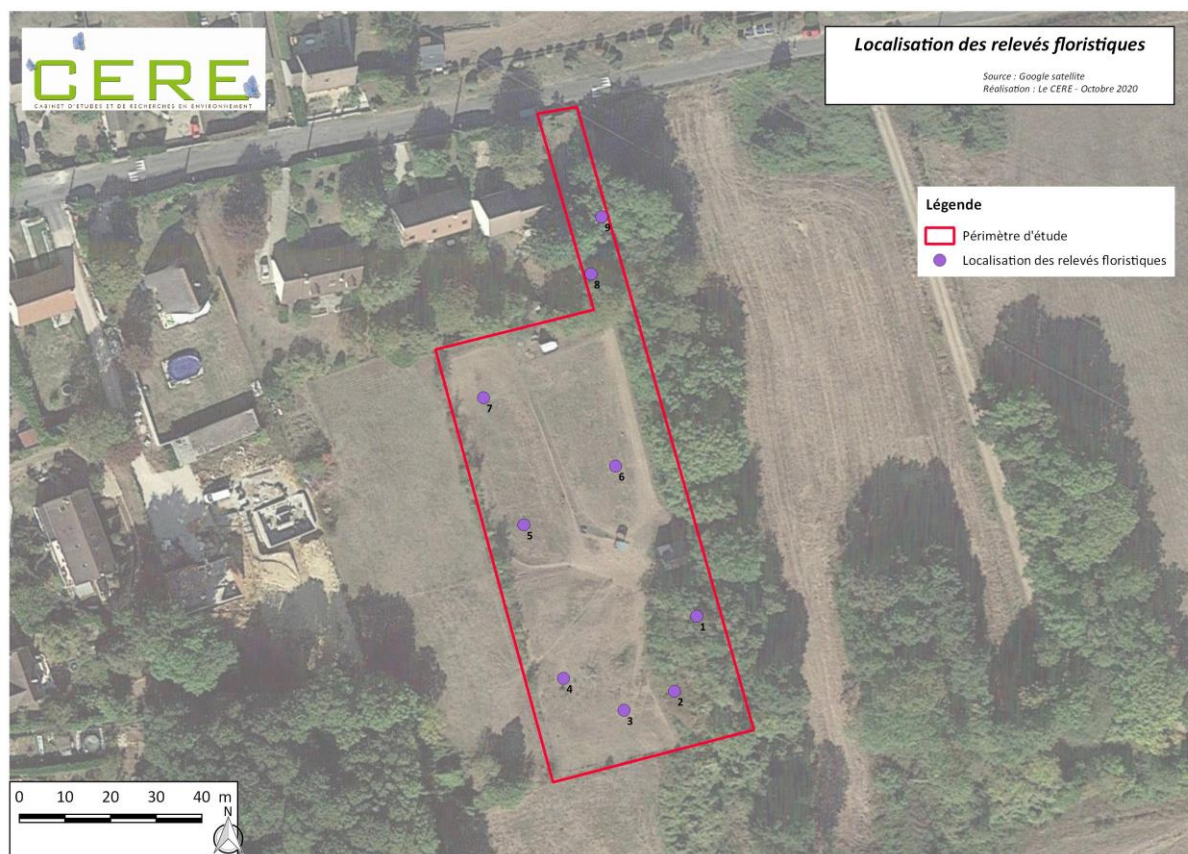 CERE
CABINET D'ETUDES ET DE RECHERCHES EN ENVIRONNEMENT
Localisation des relevés floristiques
Source : Google satellite
Réalisation : Le CERE - Octobre 2020
Légende
Périmètre d'étude
Localisation des relevés floristiques
9
8
7
6
5
1
4
2
3
0 10 20 30 40 m
N